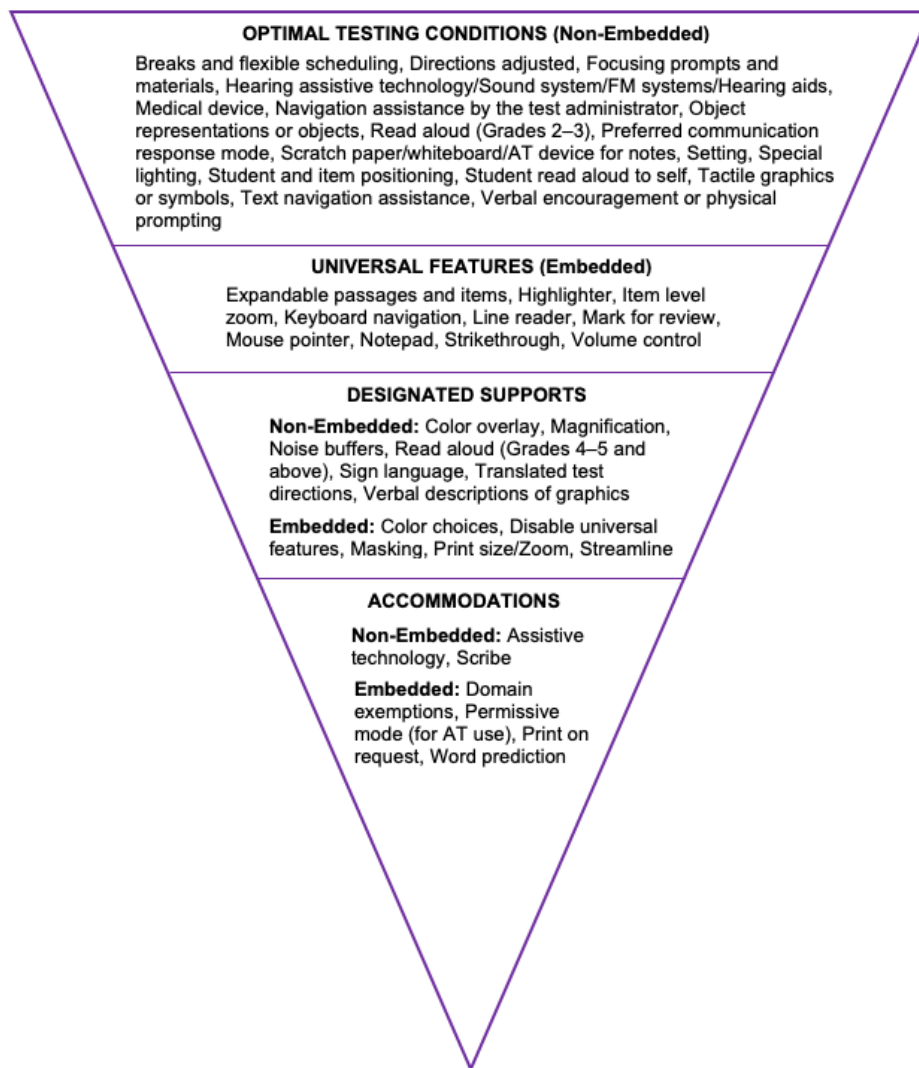 OPTIMAL TESTING CONDITIONS (Non-Embedded)
Breaks and flexible scheduling, Directions adjusted, Focusing prompts and
materials, Hearing assistive technology/Sound system/FM systems/Hearing aids,
Medical device, Navigation assistance by the test administrator, Object
representations or objects, Read aloud (Grades 2–3), Preferred communication
response mode, Scratch paper/whiteboard/AT device for notes, Setting, Special
lighting, Student and item positioning, Student read aloud to self, Tactile graphics
or symbols, Text navigation assistance, Verbal encouragement or physical
prompting
UNIVERSAL FEATURES (Embedded)
Expandable passages and items, Highlighter, Item level
zoom, Keyboard navigation, Line reader, Mark for review,
Mouse pointer, Notepad, Strikethrough, Volume control
DESIGNATED SUPPORTS
Non-Embedded: Color overlay, Magnification,
Noise buffers, Read aloud (Grades 4–5 and
above), Sign language, Translated test
directions, Verbal descriptions of graphics
Embedded: Color choices, Disable universal
features, Masking, Print size/Zoom, Streamline
ACCOMMODATIONS
Non-Embedded: Assistive
technology, Scribe
Embedded: Domain
exemptions, Permissive
mode (for AT use), Print on
request, Word prediction